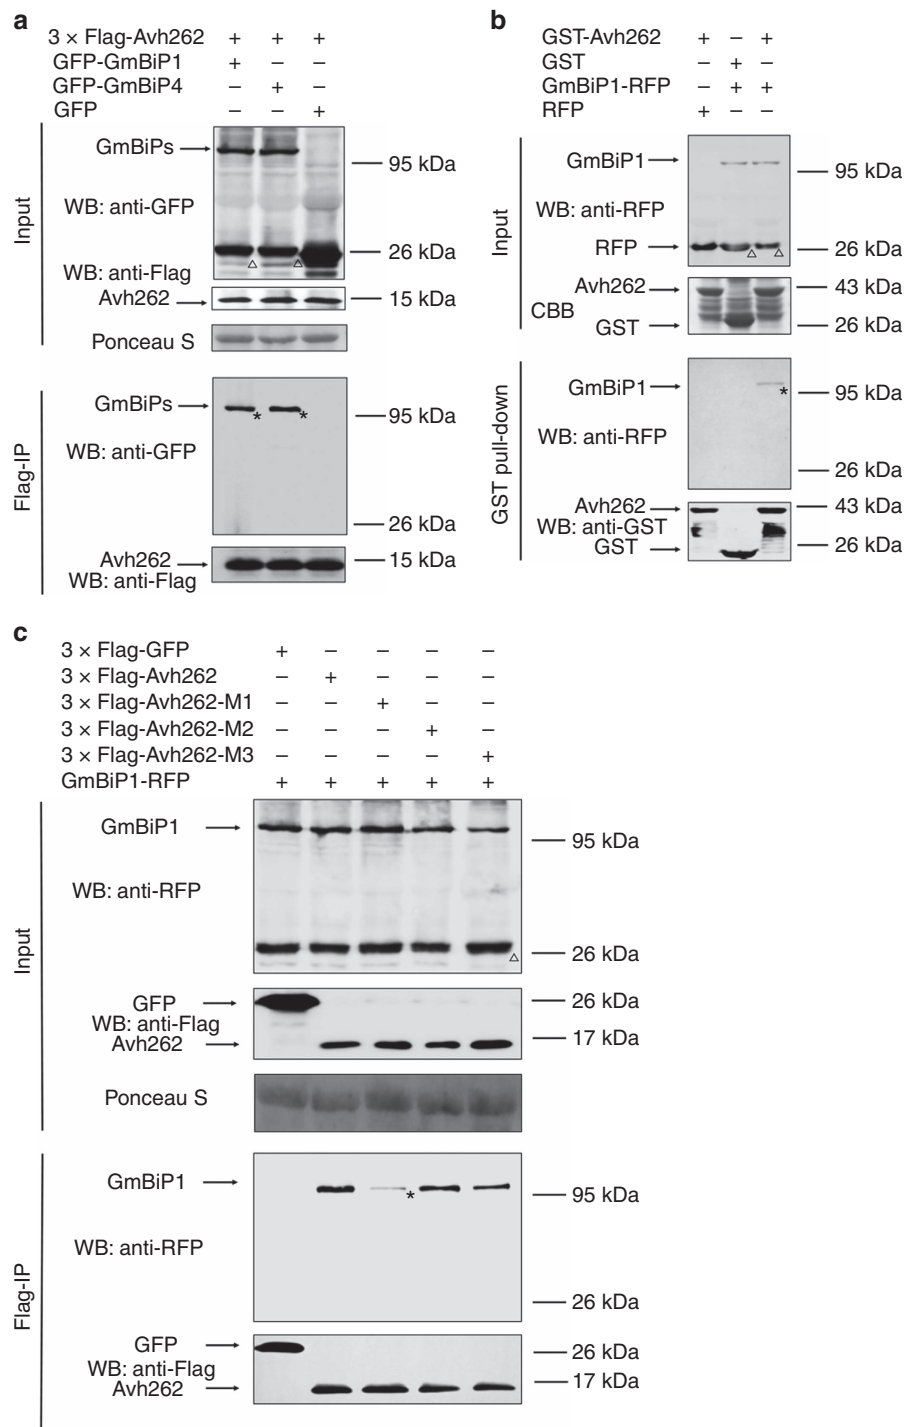 a
3 × Flag-Avh262 + + +
GFP-GmBiP1 + – –
GFP-GmBiP4 – + –
GFP – – +
Input
GmBiPs
95 kDa
WB: anti-GFP
26 kDa
WB: anti-Flag
Avh262
15 kDa
Ponceau S
Flag-IP
GmBiPs
95 kDa
*
*
WB: anti-GFP
26 kDa
Avh262
15 kDa
WB: anti-Flag
b
GST-Avh262 + – +
GST – + –
GmBiP1-RFP – + +
RFP + – –
Input
GmBiP1
95 kDa
WB: anti-RFP
RFP
26 kDa
Avh262
43 kDa
CBB
GST
26 kDa
GST pull-down
GmBiP1
*
95 kDa
WB: anti-RFP
26 kDa
Avh262
43 kDa
WB: anti-GST
GST
26 kDa
c
3 × Flag-GFP + – – – –
3 × Flag-Avh262 – + – – –
3 × Flag-Avh262-M1 – – + – –
3 × Flag-Avh262-M2 – – – + –
3 × Flag-Avh262-M3 – – – – +
GmBiP1-RFP + + + + +
Input
GmBiP1
95 kDa
WB: anti-RFP
26 kDa
GFP
26 kDa
WB: anti-Flag
Avh262
17 kDa
Ponceau S
Flag-IP
GmBiP1
*
95 kDa
WB: anti-RFP
26 kDa
GFP
26 kDa
WB: anti-Flag
Avh262
17 kDa